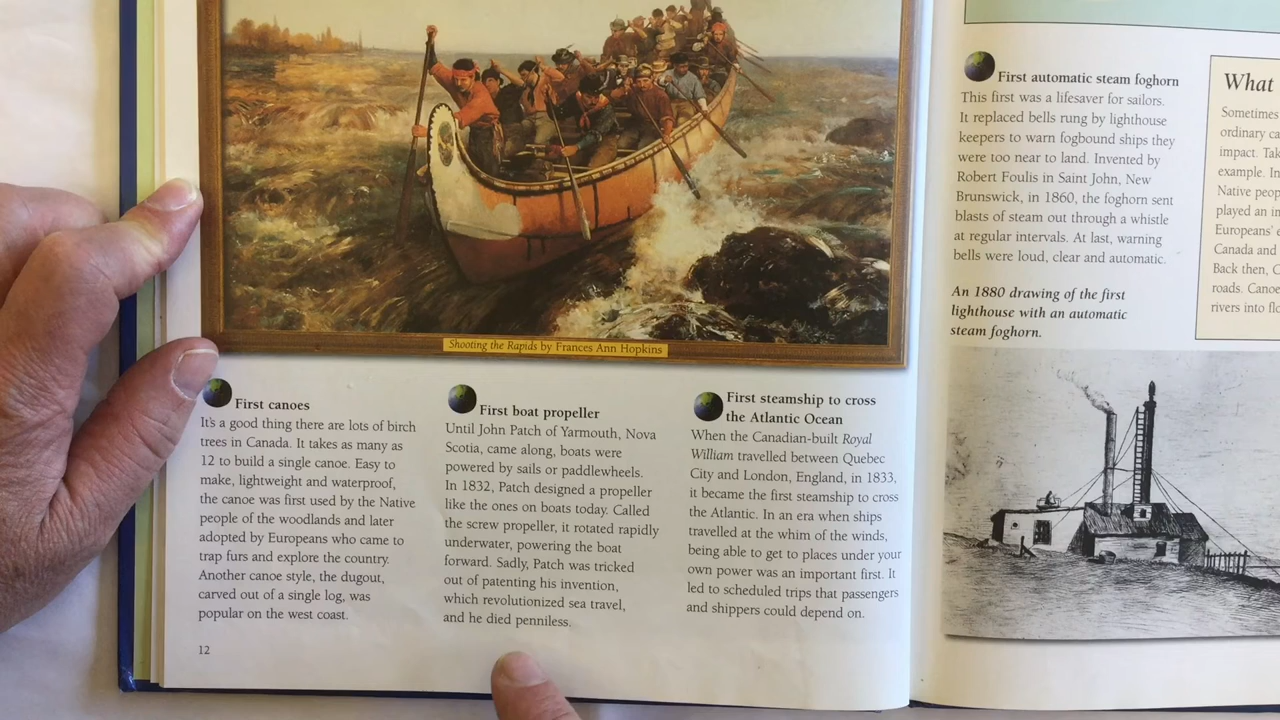 Shooting the Rapids by Frances Ann Hopkins
First canoes
It's a good thing there are lots of birch
trees in Canada. It takes as many as
12 to build a single canoe. Easy to
make, lightweight and waterproof,
the canoe was first used by the Native
people of the woodlands and later
adopted by Europeans who came to
trap furs and explore the country.
Another canoe style, the dugout,
carved out of a single log, was
popular on the west coast.
12
First boat propeller
Until John Patch of Yarmouth, Nova
Scotia, came along, boats were
powered by sails or paddlewheels.
In 1832, Patch designed a propeller
like the ones on boats today. Called
the screw propeller, it rotated rapidly
underwater, powering the boat
forward. Sadly, Patch was tricked
out of patenting his invention,
which revolutionized sea travel,
and he died penniless.
First steamship to cross
the Atlantic Ocean
When the Canadian-built Royal
William travelled between Quebec
City and London, England, in 1833,
it became the first steamship to cross
the Atlantic. In an era when ships
travelled at the whim of the winds,
being able to get to places under your
own power was an important first. It
led to scheduled trips that passengers
and shippers could depend on.
First automatic steam foghorn
This first was a lifesaver for sailors.
It replaced bells rung by lighthouse
keepers to warn fogbound ships they
were too near to land. Invented by
Robert Foulis in Saint John, New
Brunswick, in 1860, the foghorn sent
blasts of steam out through a whistle
at regular intervals. At last, warning
bells were loud, clear and automatic.
An 1880 drawing of the first
lighthouse with an automatic
steam foghorn.
What
Sometimes
ordinary ca
impact. Tak
example. In
Native peop
played an i
Europeans' e
Canada and
Back then, C
roads. Canoe
rivers into fl